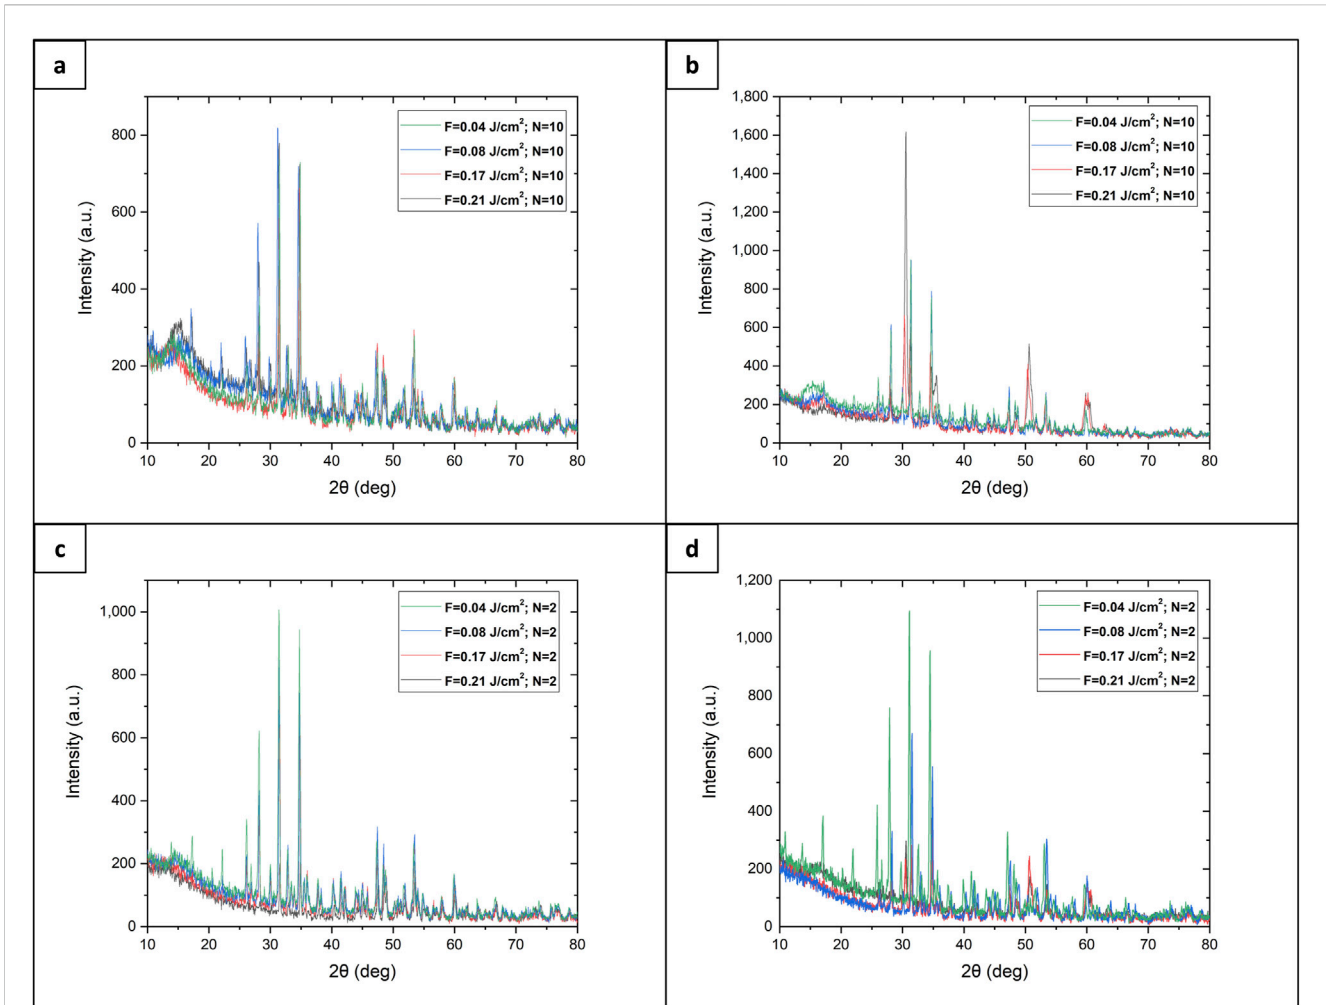 a
800
600
400
200
0
Intensity (a.u.)
10 20 30 40 50 60 70 80
2θ (deg)
F=0.04 J/cm²; N=10
F=0.08 J/cm²; N=10
F=0.17 J/cm²; N=10
F=0.21 J/cm²; N=10
b
1,800
1,600
1,400
1,200
1,000
800
600
400
200
0
Intensity (a.u.)
10 20 30 40 50 60 70 80
2θ (deg)
F=0.04 J/cm²; N=10
F=0.08 J/cm²; N=10
F=0.17 J/cm²; N=10
F=0.21 J/cm²; N=10
c
1,000
800
600
400
200
0
Intensity (a.u.)
10 20 30 40 50 60 70 80
2θ (deg)
F=0.04 J/cm²; N=2
F=0.08 J/cm²; N=2
F=0.17 J/cm²; N=2
F=0.21 J/cm²; N=2
d
1,200
1,000
800
600
400
200
0
Intensity (a.u.)
10 20 30 40 50 60 70 80
2θ (deg)
F=0.04 J/cm²; N=2
F=0.08 J/cm²; N=2
F=0.17 J/cm²; N=2
F=0.21 J/cm²; N=2